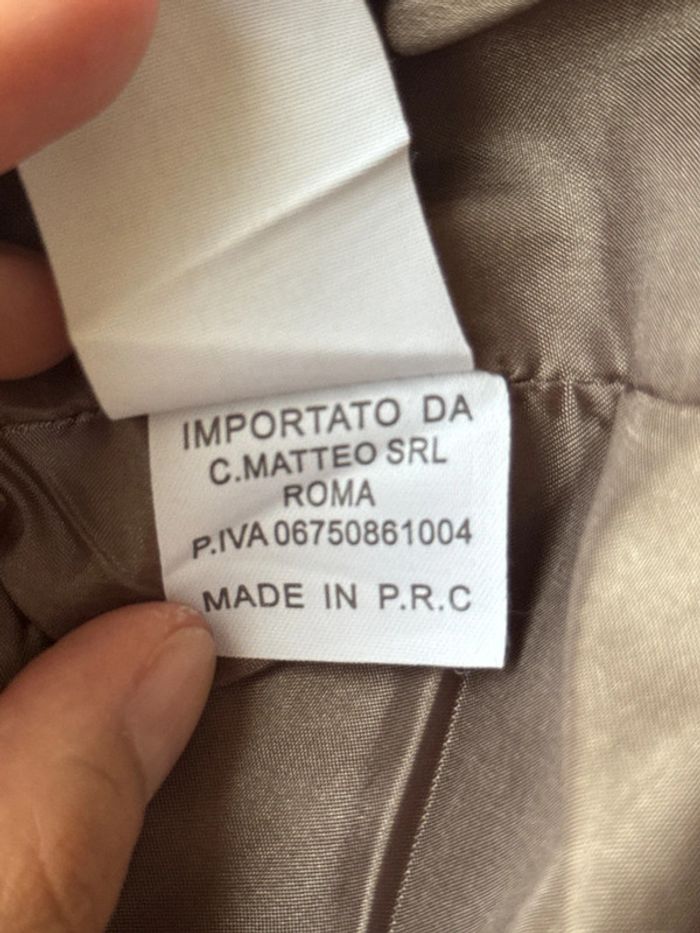 IMPORTATO DA
C.MATTEO SRL
ROMA
P.IVA 06750861004
MADE IN P.R.C